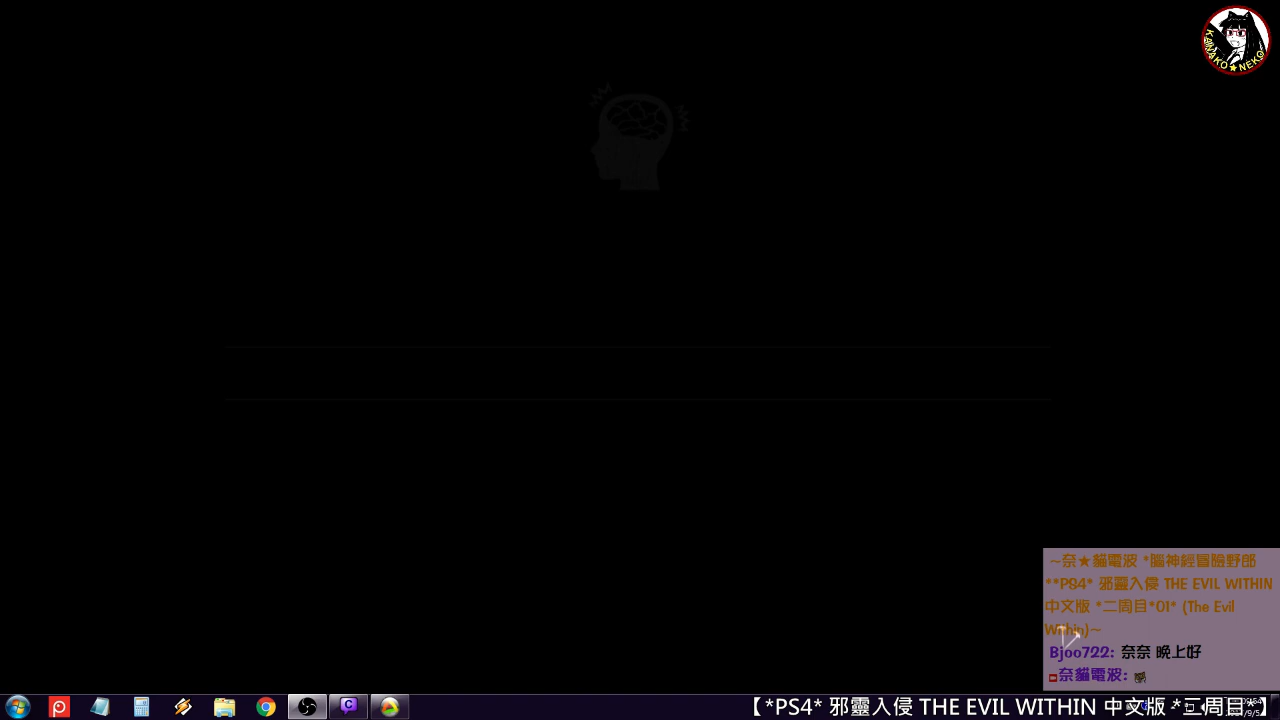 KANAKO★NEKO
~奈★貓電波 *腦神經冒險野郎
**PS4* 邪靈入侵 THE EVIL WITHIN
中文版 *二周目*01* (The Evil
Within)~
Bjoo722: 奈奈 晚上好
奈貓電波:
【*PS4* 邪靈入侵 THE EVIL WITHIN 中文版 *二周目*】